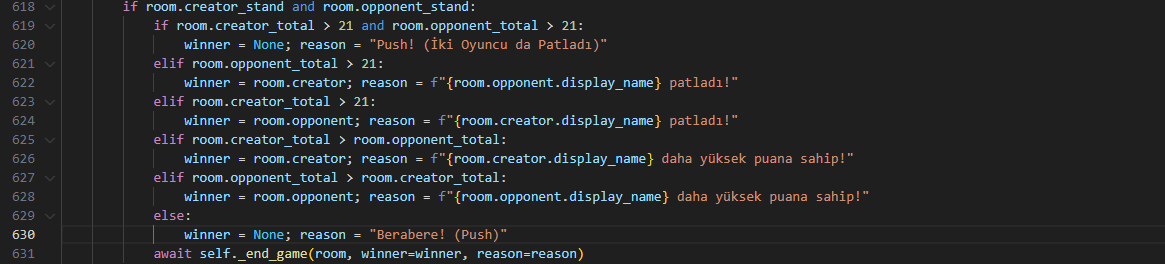 618 if room.creator_stand and room.opponent_stand:
619 if room.creator_total > 21 and room.opponent_total > 21:
620 winner = None; reason = "Push! (İki Oyuncu da Patladı)"
621 elif room.opponent_total > 21:
622 winner = room.creator; reason = f"{room.opponent.display_name} patladı!"
623 elif room.creator_total > 21:
624 winner = room.opponent; reason = f"{room.creator.display_name} patladı!"
625 elif room.creator_total > room.opponent_total:
626 winner = room.creator; reason = f"{room.creator.display_name} daha yüksek puana sahip!"
627 elif room.opponent_total > room.creator_total:
628 winner = room.opponent; reason = f"{room.opponent.display_name} daha yüksek puana sahip!"
629 else:
630 winner = None; reason = "Berabere! (Push)"
631 await self._end_game(room, winner=winner, reason=reason)